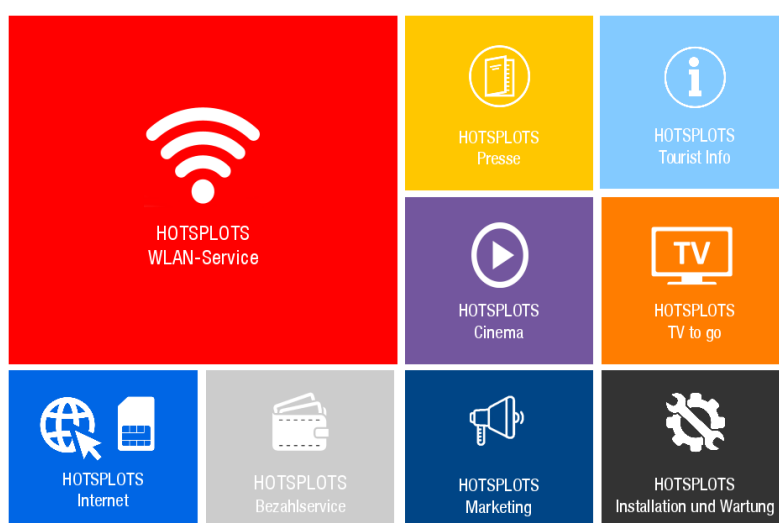 HOTSPLOTS
WLAN-Service
HOTSPLOTS
Presse
HOTSPLOTS
Tourist Info
HOTSPLOTS
Cinema
TV
HOTSPLOTS
TV to go
HOTSPLOTS
Internet
HOTSPLOTS
Bezahlservice
HOTSPLOTS
Marketing
HOTSPLOTS
Installation und Wartung